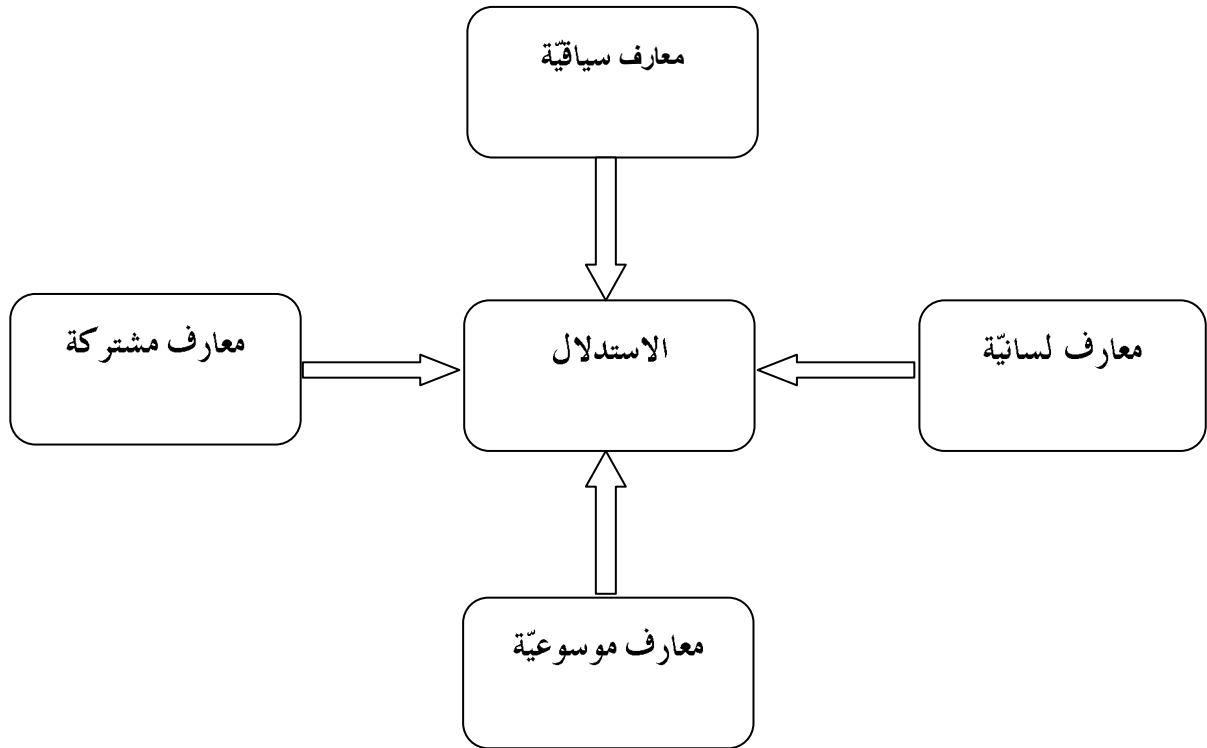 معارف سياقيّة
معارف لسانيّة
الاستدلال
معارف مشتركة
معارف موسوعيّة